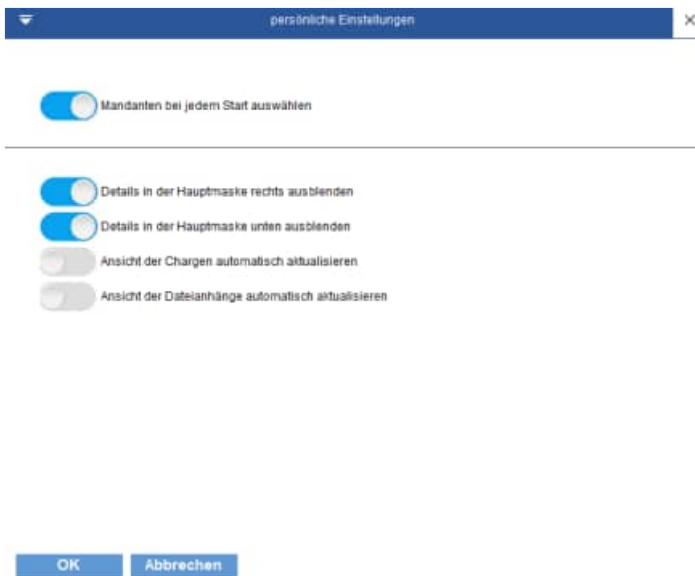 persönliche Einstellungen
Mandanten bei jedem Start auswählen
Details in der Hauptmaske rechts ausblenden
Details in der Hauptmaske unten ausblenden
Ansicht der Chargen automatisch aktualisieren
Ansicht der Dateianhänge automatisch aktualisieren
OK Abbrechen